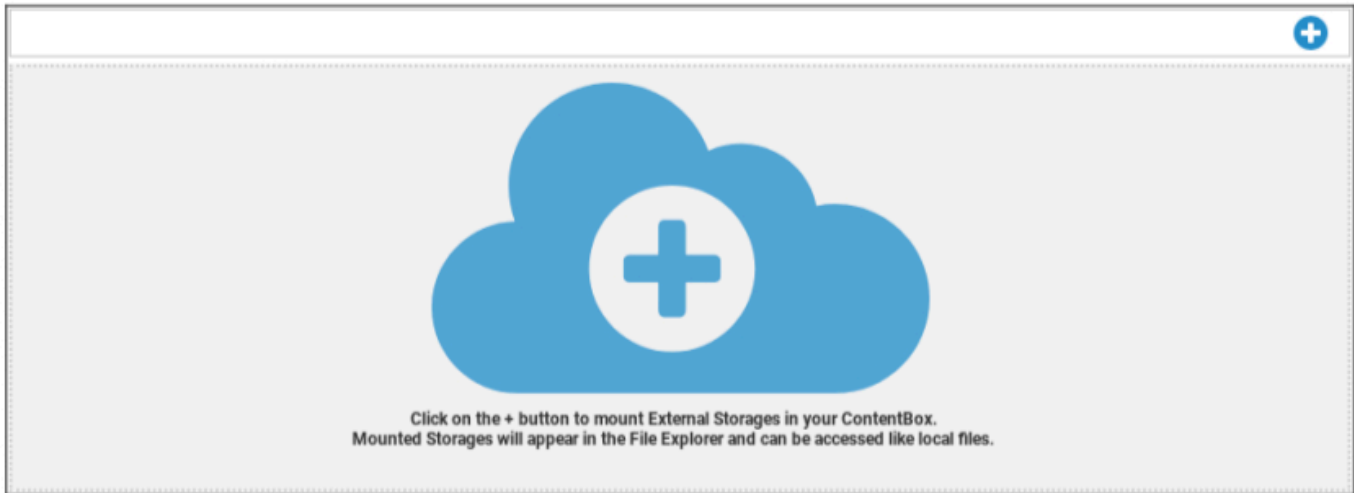 Click on the + button to mount External Storages in your ContentBox.
Mounted Storages will appear in the File Explorer and can be accessed like local files.